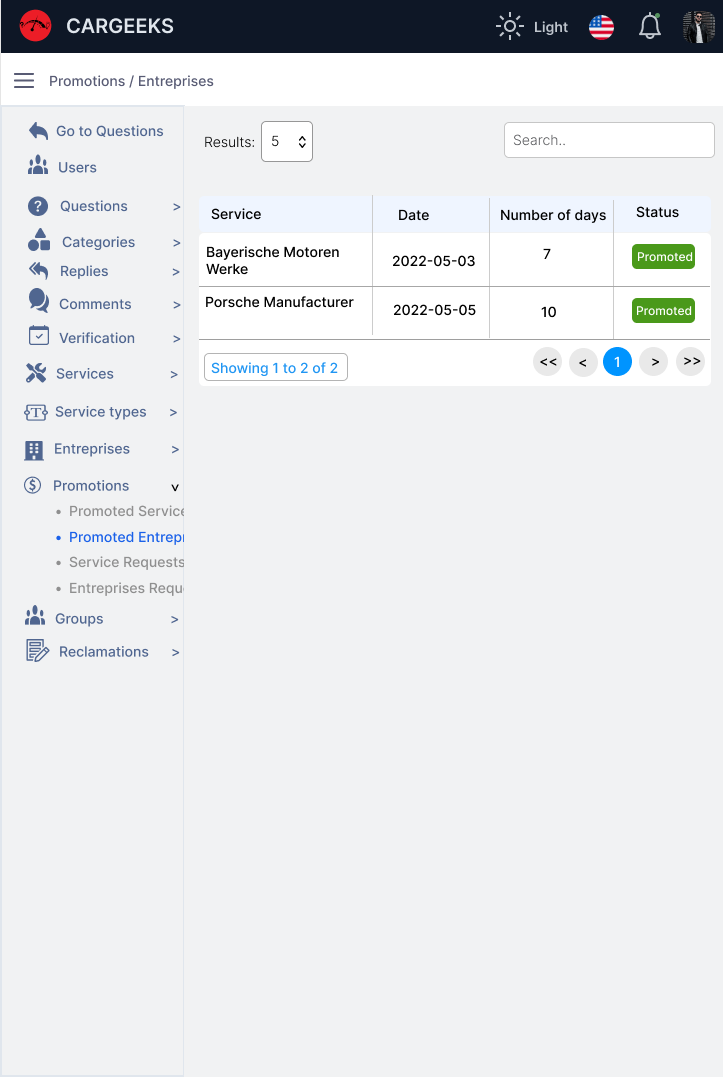 CARGEEKS
Light
Promotions / Entreprises
Go to Questions
Users
Questions >
Categories >
Replies >
Comments >
Verification >
Services >
Service types >
Entreprises >
Promotions v
• Promoted Service
• Promoted Entrepr
• Service Requests
• Entreprises Requ
Groups >
Reclamations >
Results: 5
Search..
Service Date Number of days Status
Bayerische Motoren
Werke 2022-05-03 7 Promoted
Porsche Manufacturer 2022-05-05 10 Promoted
Showing 1 to 2 of 2
<< < 1 > >>